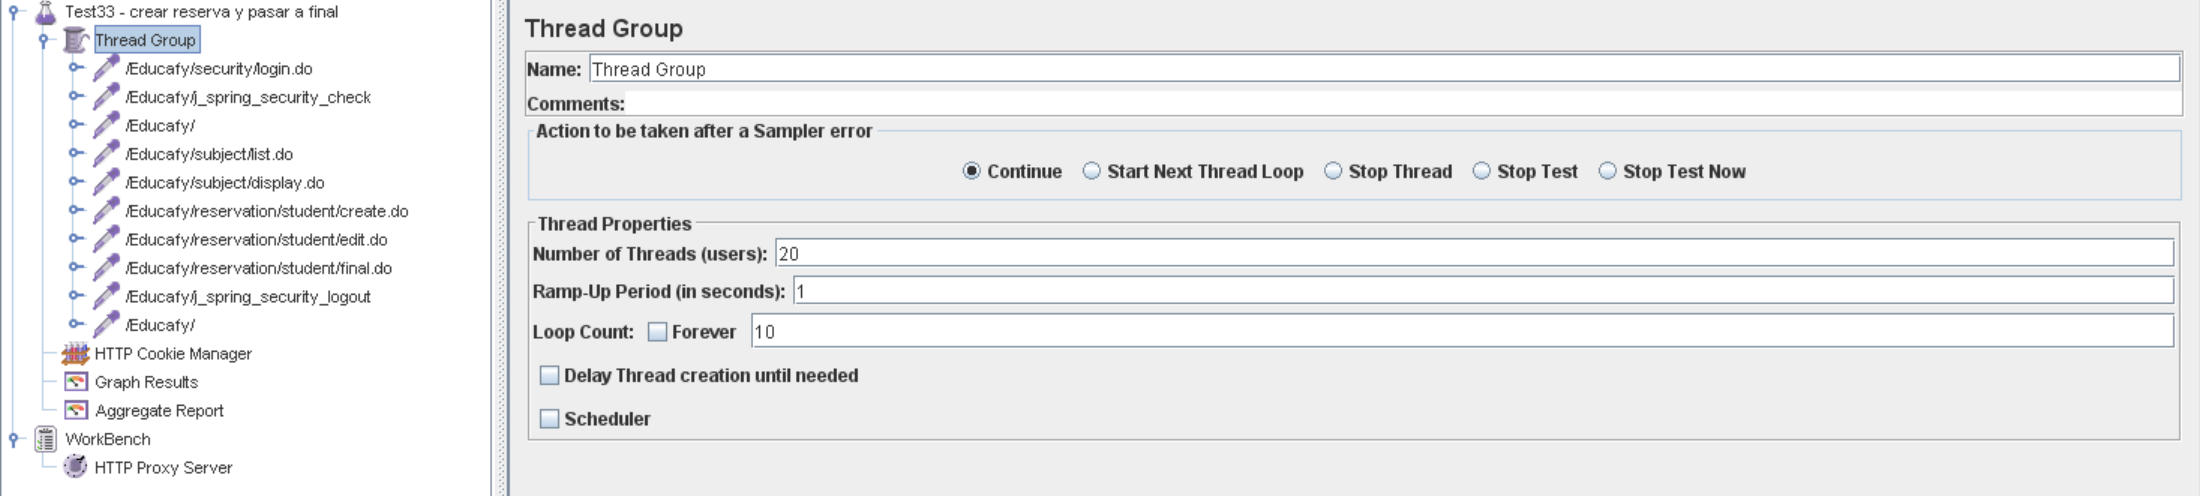 Test33 - crear reserva y pasar a final
Thread Group
/Educafy/security/login.do
/Educafy/j_spring_security_check
/Educafy/
/Educafy/subject/list.do
/Educafy/subject/display.do
/Educafy/reservation/student/create.do
/Educafy/reservation/student/edit.do
/Educafy/reservation/student/final.do
/Educafy/j_spring_security_logout
/Educafy/
HTTP Cookie Manager
Graph Results
Aggregate Report
WorkBench
HTTP Proxy Server
Thread Group
Name: Thread Group
Comments:
Action to be taken after a Sampler error
Continue Start Next Thread Loop Stop Thread Stop Test Stop Test Now
Thread Properties
Number of Threads (users): 20
Ramp-Up Period (in seconds): 1
Loop Count: Forever 10
Delay Thread creation until needed
Scheduler